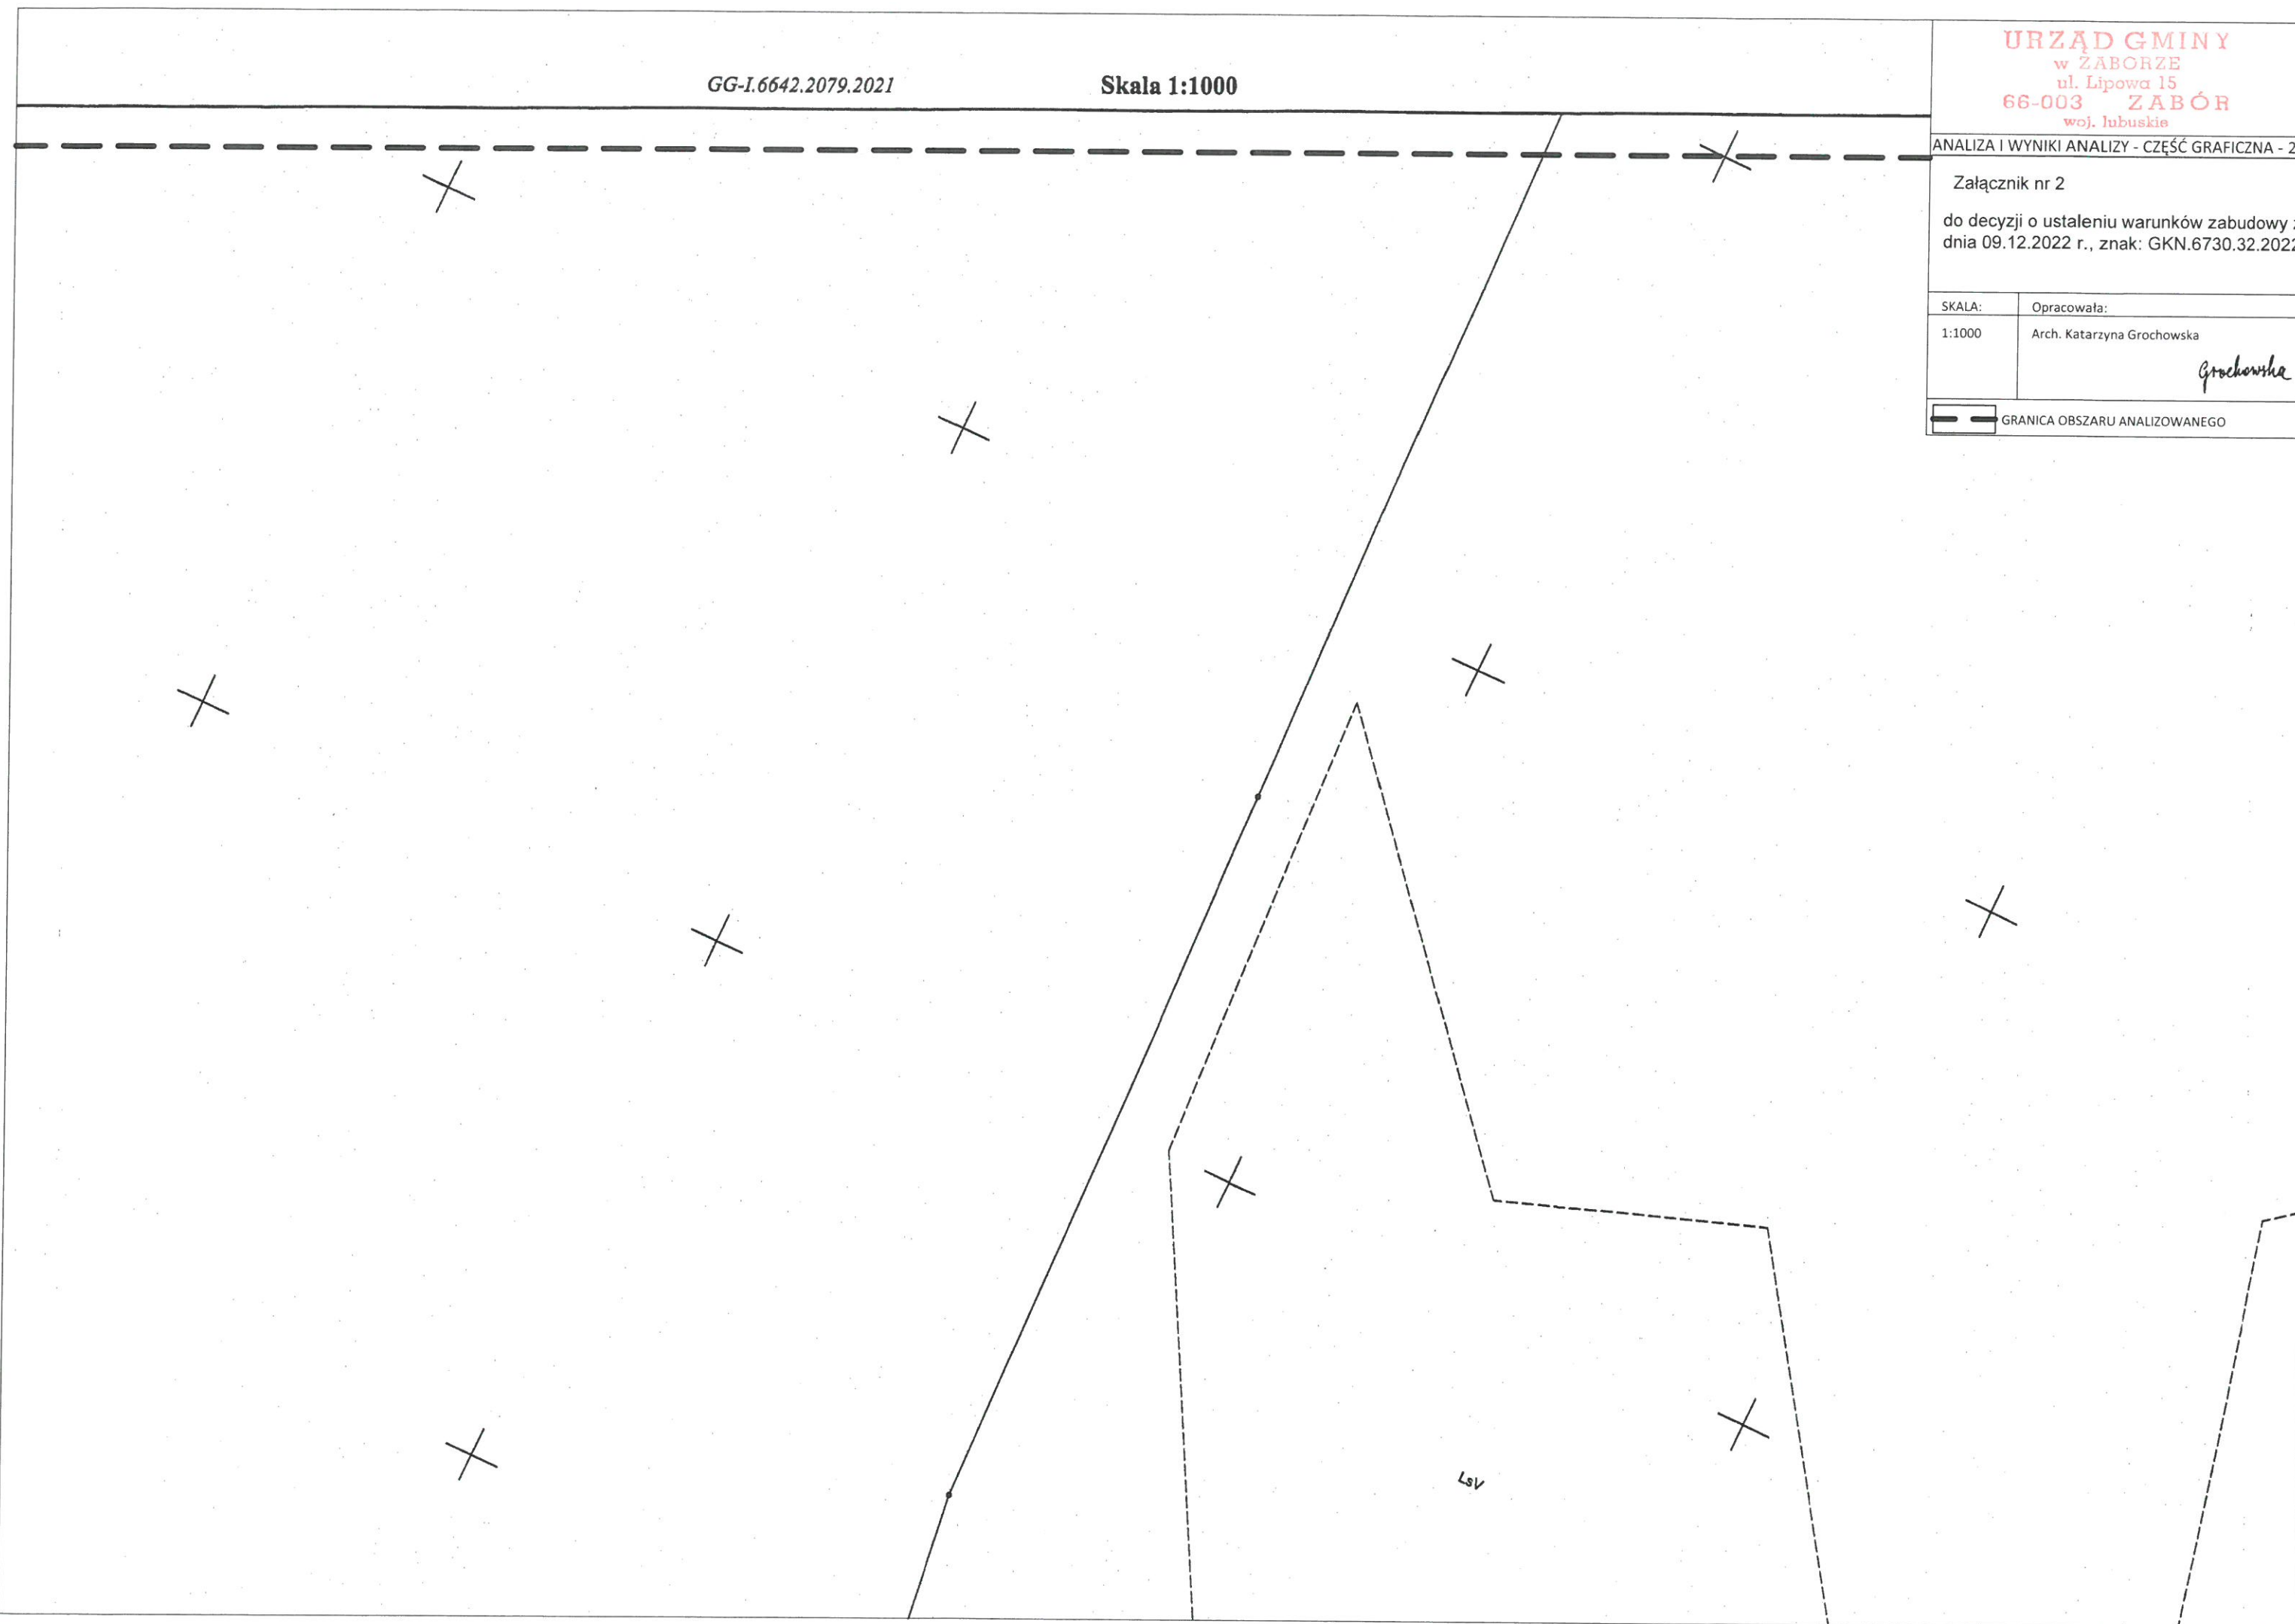 GG-I.6642.2079.2021
Skala 1:1000
URZĄD GMINY
w ZABORZE
ul. Lipowa 15
66-003 ZABÓR
woj. lubuskie
ANALIZA I WYNIKI ANALIZY - CZĘŚĆ GRAFICZNA - 2
Załącznik nr 2
do decyzji o ustaleniu warunków zabudowy z
dnia 09.12.2022 r., znak: GKN.6730.32.2022
SKALA: Opracowała:
1:1000 Arch. Katarzyna Grochowska
Grochowska
GRANICA OBSZARU ANALIZOWANEGO
LsV